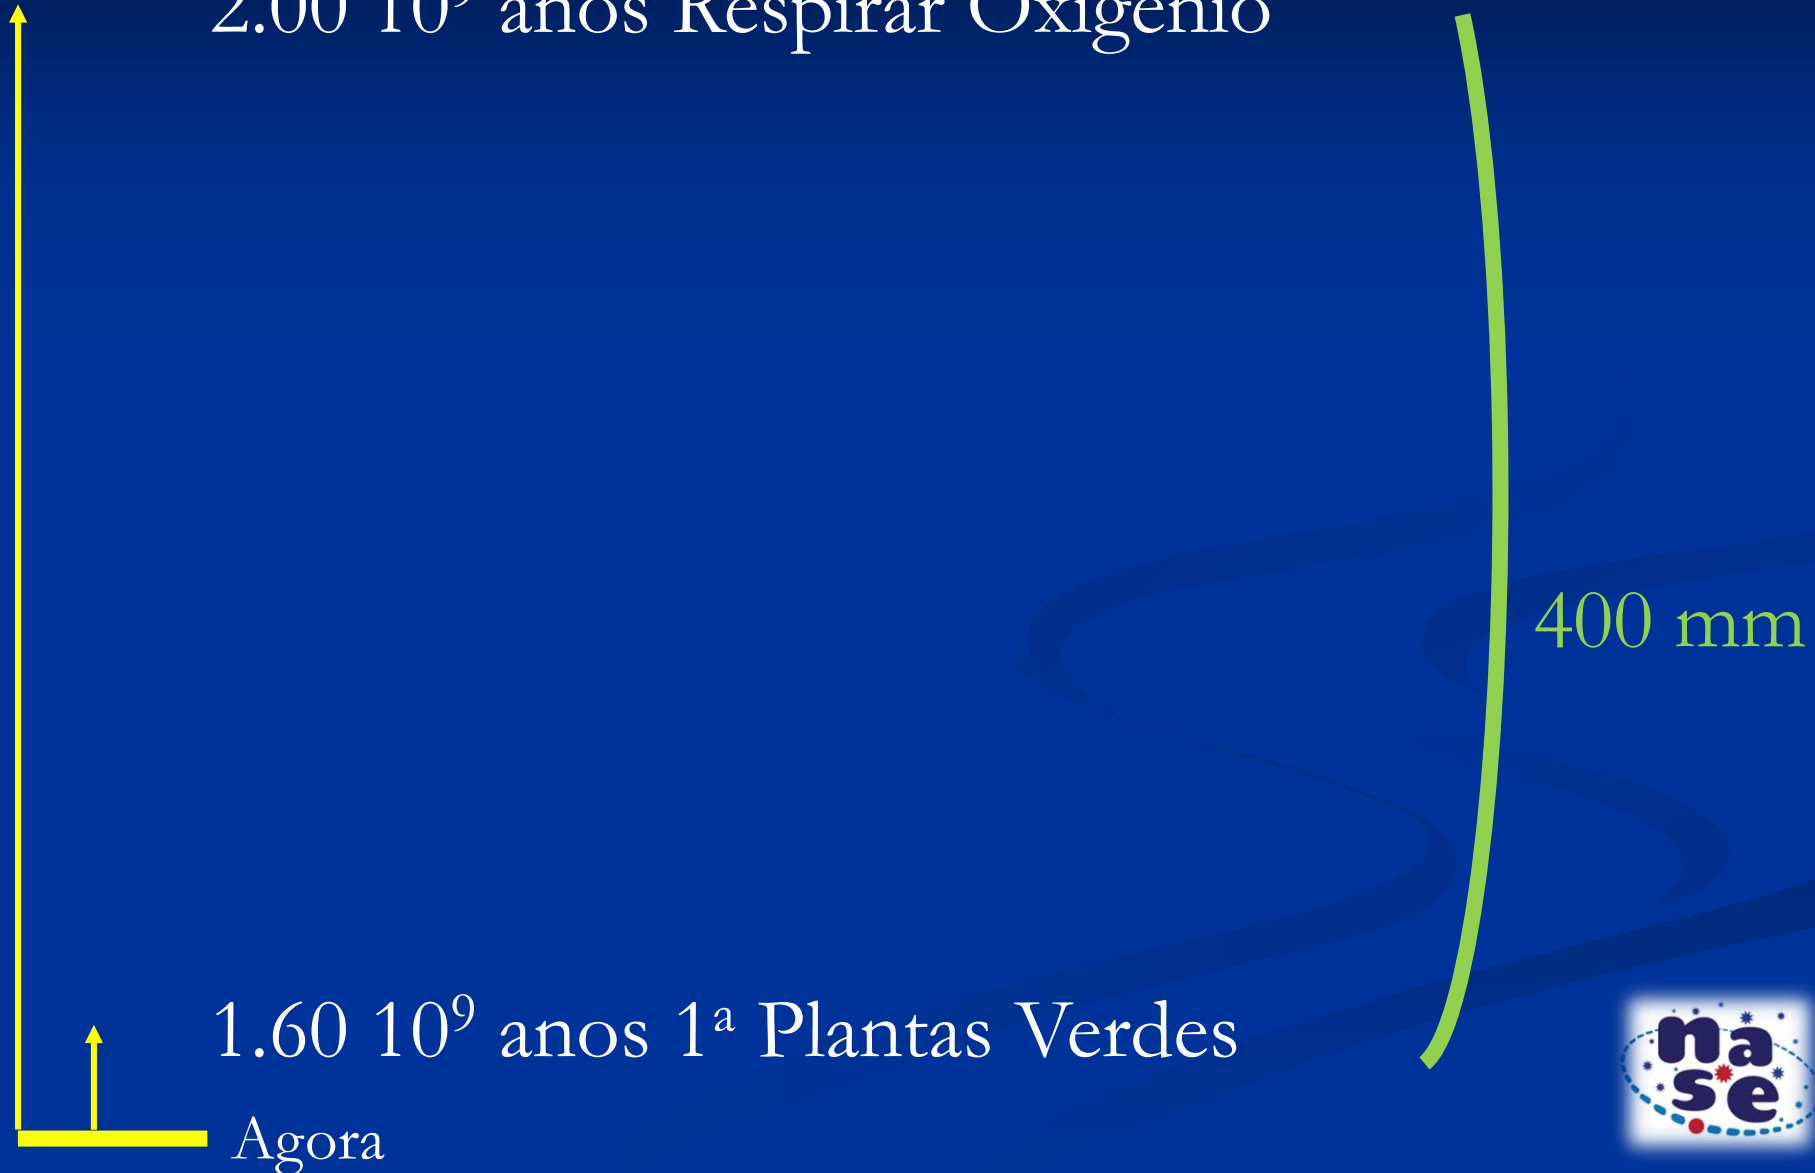 2.00 10⁹ anos Respirar Oxigénio
400 mm
1.60 10⁹ anos 1ª Plantas Verdes
Agora
nase